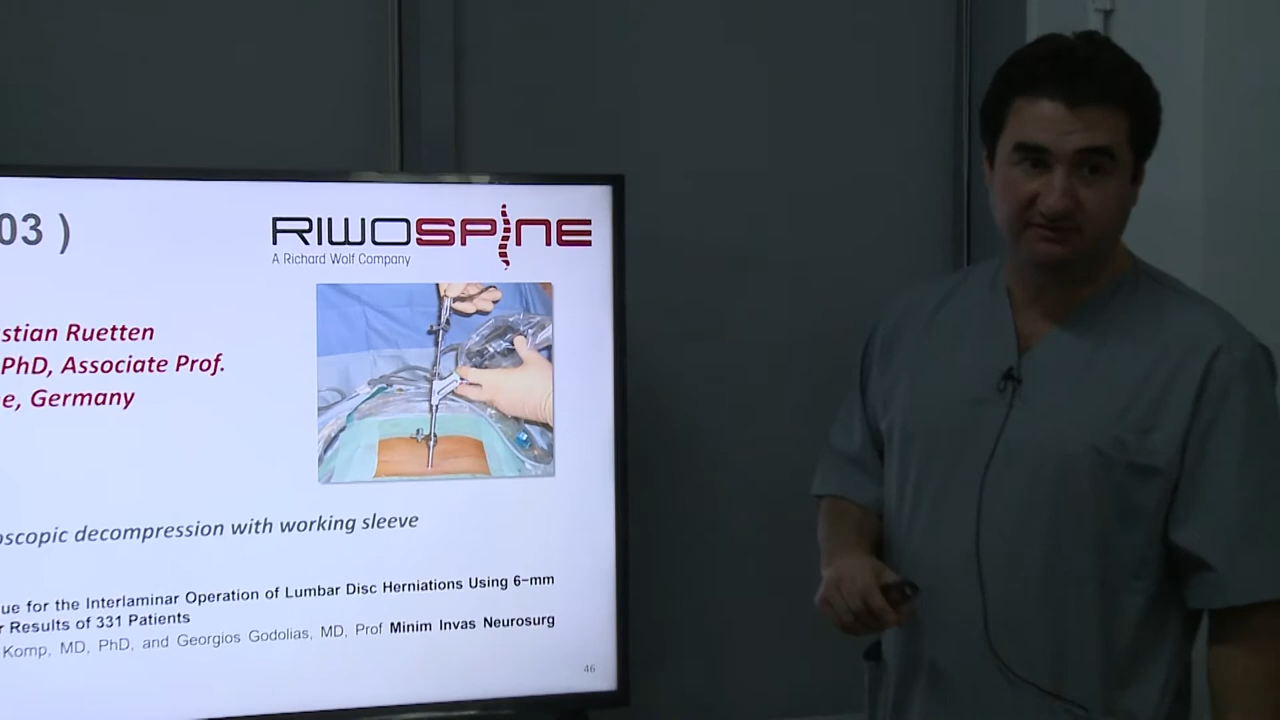 03 )
RIWOSPINE
A Richard Wolf Company
stian Ruetten
PhD, Associate Prof.
e, Germany
oscopic decompression with working sleeve
ue for the Interlaminar Operation of Lumbar Disc Herniations Using 6-mm
r Results of 331 Patients
Komp, MD, PhD, and Georgios Godolias, MD, Prof Minim Invas Neurosurg
46